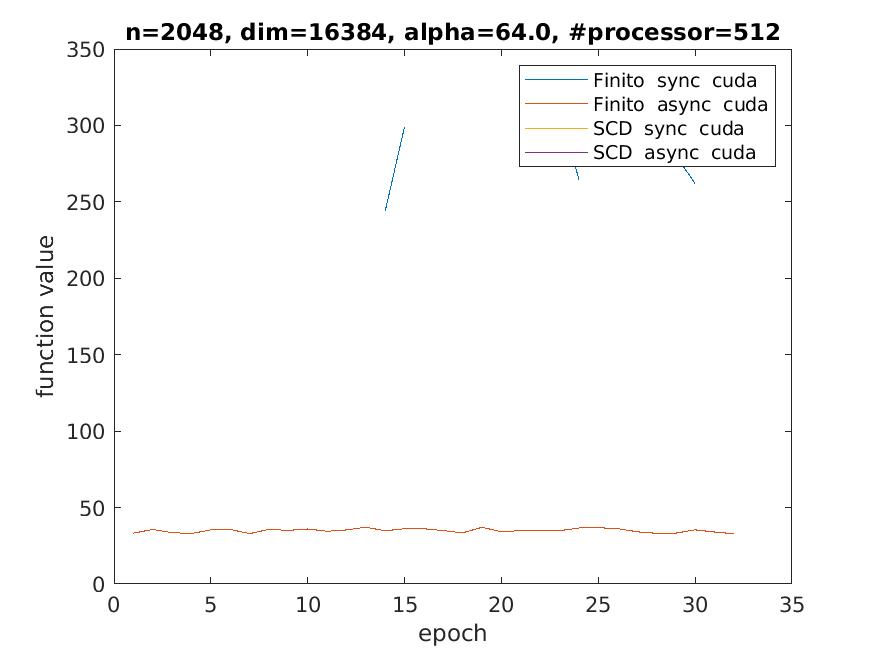 n=2048, dim=16384, alpha=64.0, #processor=512
350
300
250
200
150
100
50
0
function value
Finito sync cuda
Finito async cuda
SCD sync cuda
SCD async cuda
0 5 10 15 20 25 30 35
epoch